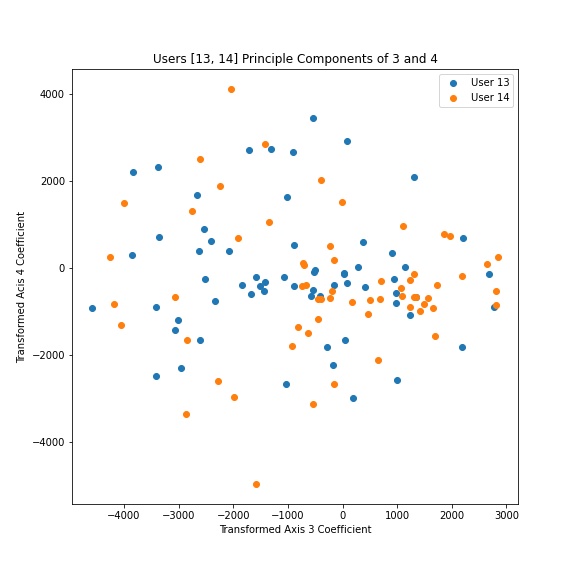 Users [13, 14] Principle Components of 3 and 4
User 13
User 14
4000
2000
0
−2000
−4000
Transformed Acis 4 Coefficient
−4000 −3000 −2000 −1000 0 1000 2000 3000
Transformed Axis 3 Coefficient